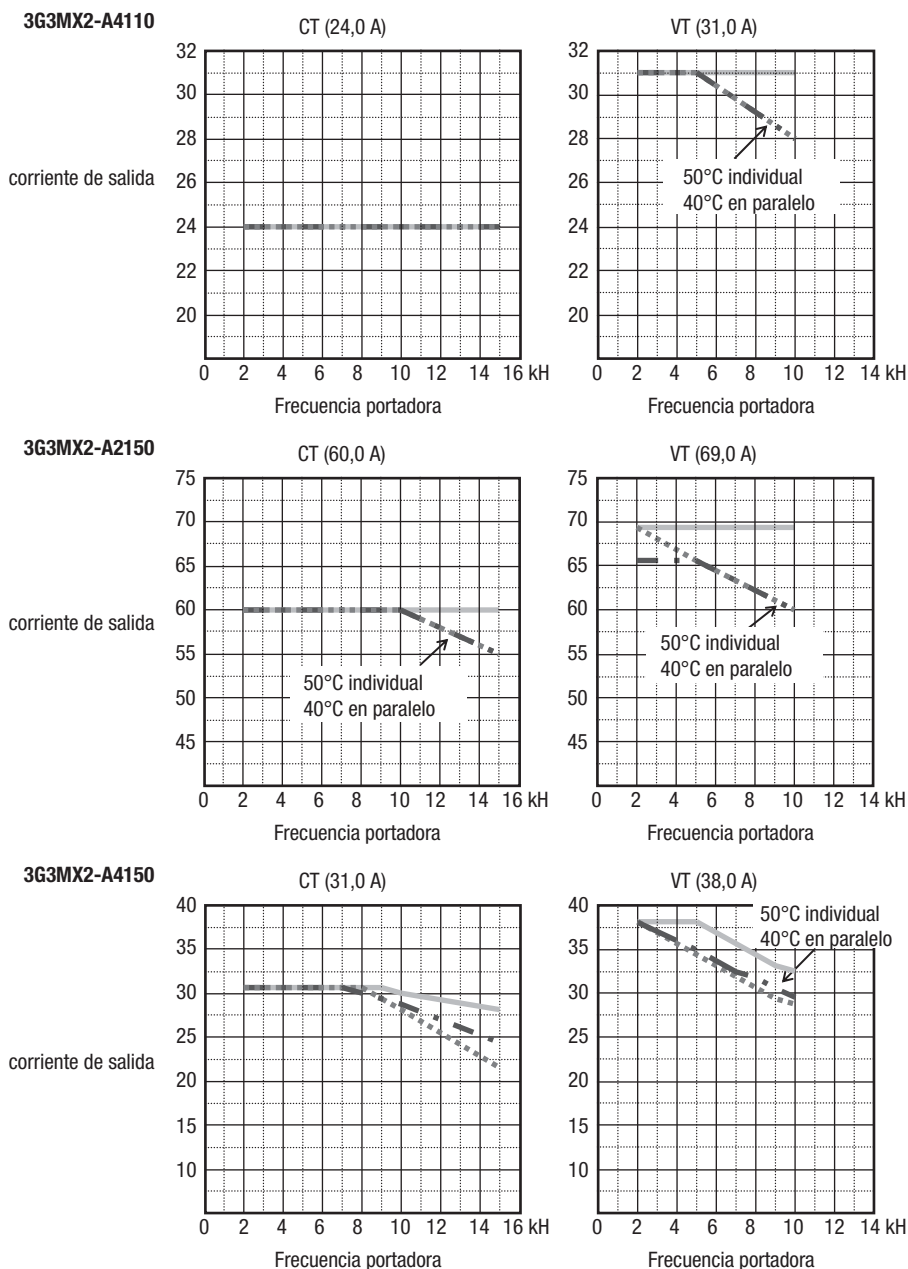 3G3MX2-A4110
CT (24,0 A)
VT (31,0 A)
32
30
28
26
24
22
20
corriente de salida
0 2 4 6 8 10 12 14 16 kH
Frecuencia portadora
32
30
28
26
24
22
20
50°C individual
40°C en paralelo
0 2 4 6 8 10 12 14 kH
Frecuencia portadora
3G3MX2-A2150
CT (60,0 A)
VT (69,0 A)
75
70
65
60
55
50
45
corriente de salida
50°C individual
40°C en paralelo
0 2 4 6 8 10 12 14 16 kH
Frecuencia portadora
75
70
65
60
55
50
45
50°C individual
40°C en paralelo
0 2 4 6 8 10 12 14 kH
Frecuencia portadora
3G3MX2-A4150
CT (31,0 A)
VT (38,0 A)
40
35
30
25
20
15
10
corriente de salida
0 2 4 6 8 10 12 14 16 kH
Frecuencia portadora
40
35
30
25
20
15
10
50°C individual
40°C en paralelo
0 2 4 6 8 10 12 14 kH
Frecuencia portadora